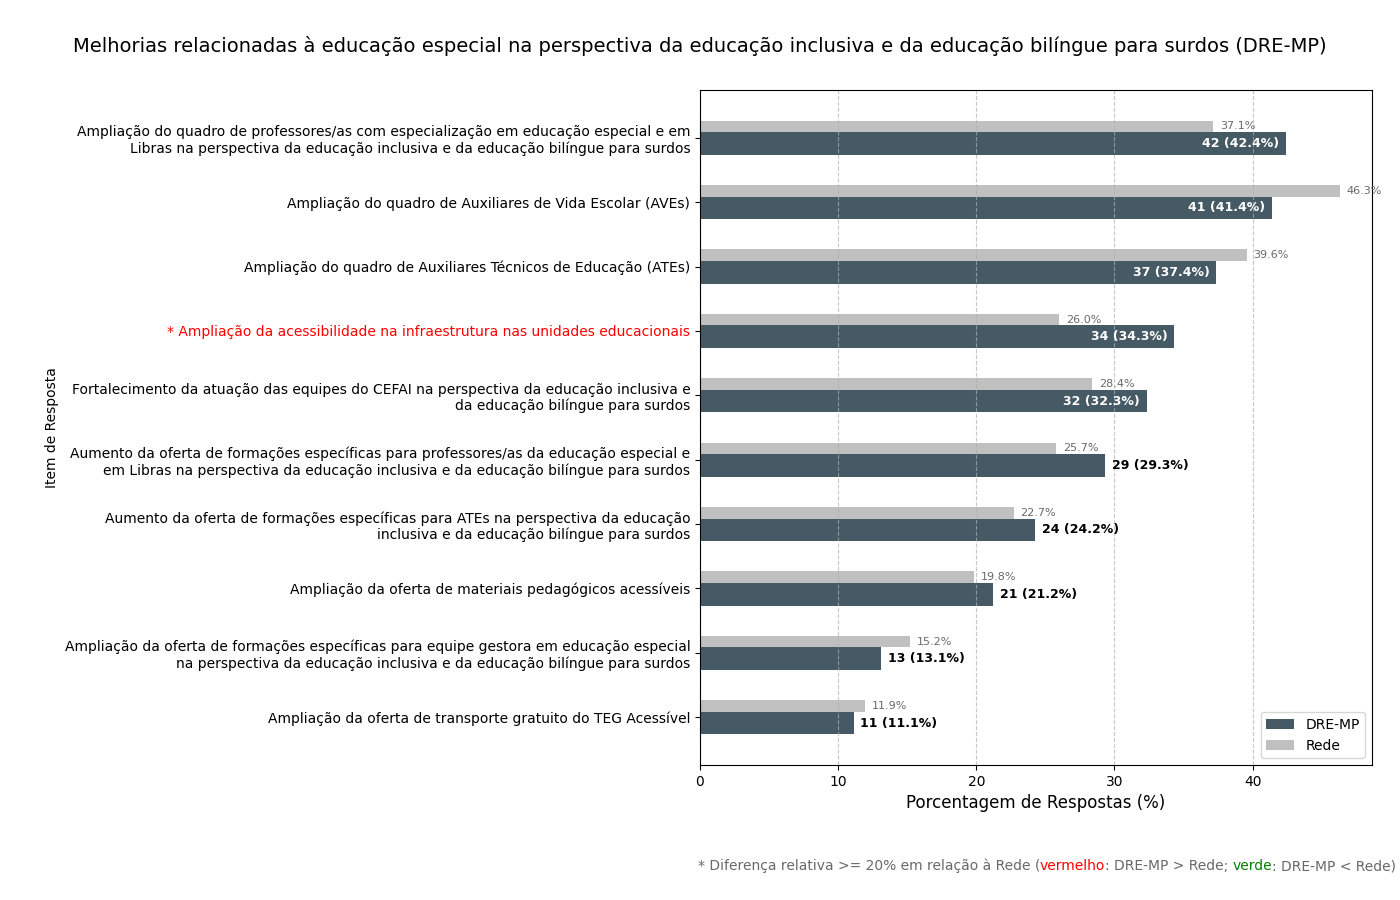 Melhorias relacionadas à educação especial na perspectiva da educação inclusiva e da educação bilíngue para surdos (DRE-MP)
Item de Resposta
Ampliação do quadro de professores/as com especialização em educação especial e em
Libras na perspectiva da educação inclusiva e da educação bilíngue para surdos
37.1%
42 (42.4%)
Ampliação do quadro de Auxiliares de Vida Escolar (AVEs)
46.3%
41 (41.4%)
Ampliação do quadro de Auxiliares Técnicos de Educação (ATEs)
39.6%
37 (37.4%)
* Ampliação da acessibilidade na infraestrutura nas unidades educacionais
26.0%
34 (34.3%)
Fortalecimento da atuação das equipes do CEFAI na perspectiva da educação inclusiva e
da educação bilíngue para surdos
28.4%
32 (32.3%)
Aumento da oferta de formações específicas para professores/as da educação especial e
em Libras na perspectiva da educação inclusiva e da educação bilíngue para surdos
25.7%
29 (29.3%)
Aumento da oferta de formações específicas para ATEs na perspectiva da educação
inclusiva e da educação bilíngue para surdos
22.7%
24 (24.2%)
Ampliação da oferta de materiais pedagógicos acessíveis
19.8%
21 (21.2%)
Ampliação da oferta de formações específicas para equipe gestora em educação especial
na perspectiva da educação inclusiva e da educação bilíngue para surdos
15.2%
13 (13.1%)
Ampliação da oferta de transporte gratuito do TEG Acessível
11.9%
11 (11.1%)
DRE-MP
Rede
0 10 20 30 40
Porcentagem de Respostas (%)
* Diferença relativa >= 20% em relação à Rede (vermelho: DRE-MP > Rede; verde: DRE-MP < Rede)